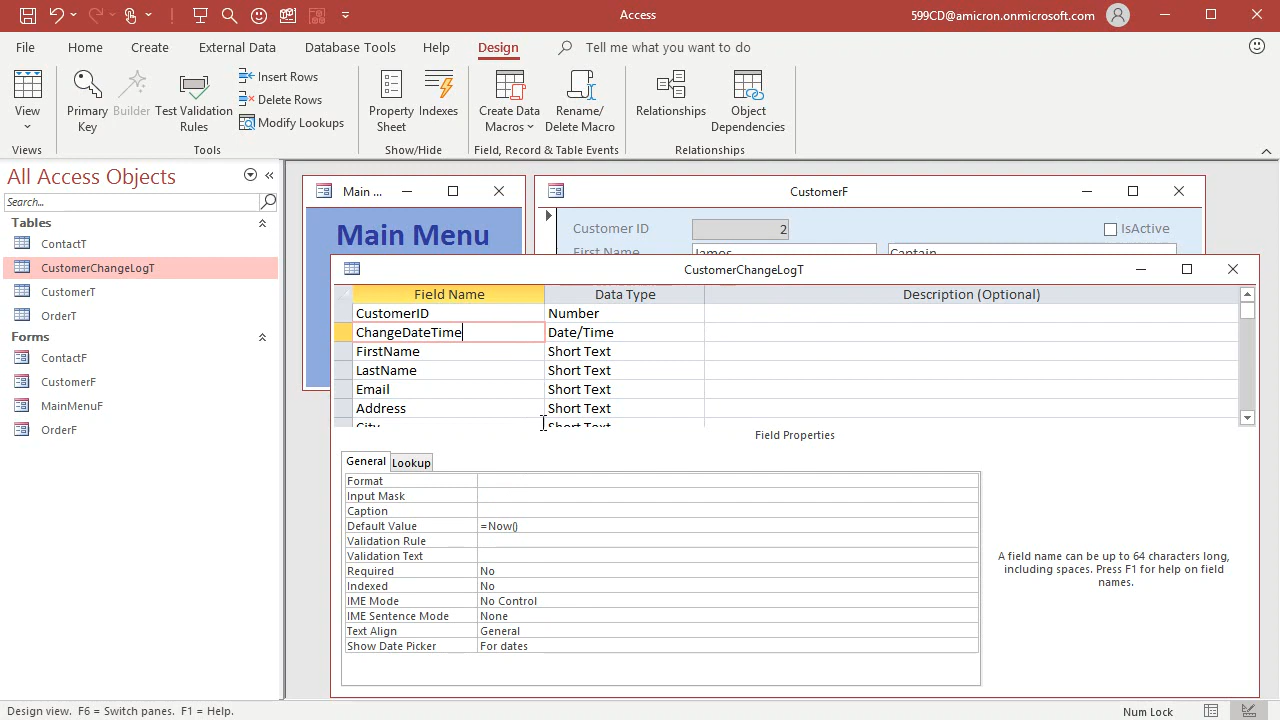 Access
599CD@amicron.onmicrosoft.com
File Home Create External Data Database Tools Help Design Tell me what you want to do
View
Primary Key
Builder
Test Validation Rules
Insert Rows
Delete Rows
Modify Lookups
Property Sheet
Indexes
Create Data Macros
Rename/ Delete Macro
Relationships
Object Dependencies
Views Tools Show/Hide Field, Record & Table Events Relationships
All Access Objects
Search...
Tables
ContactT
CustomerChangeLogT
CustomerT
OrderT
Forms
ContactF
CustomerF
MainMenuF
OrderF
Main ...
Main Menu
CustomerF
Customer ID 2 IsActive
First Name James Captain
CustomerChangeLogT
Field Name Data Type Description (Optional)
CustomerID Number
ChangeDateTime Date/Time
FirstName Short Text
LastName Short Text
Email Short Text
Address Short Text
City Short Text
Field Properties
General Lookup
Format
Input Mask
Caption
Default Value =Now()
Validation Rule
Validation Text
Required No
Indexed No
IME Mode No Control
IME Sentence Mode None
Text Align General
Show Date Picker For dates
A field name can be up to 64 characters long,
including spaces. Press F1 for help on field
names.
Design view. F6 = Switch panes. F1 = Help.
Num Lock